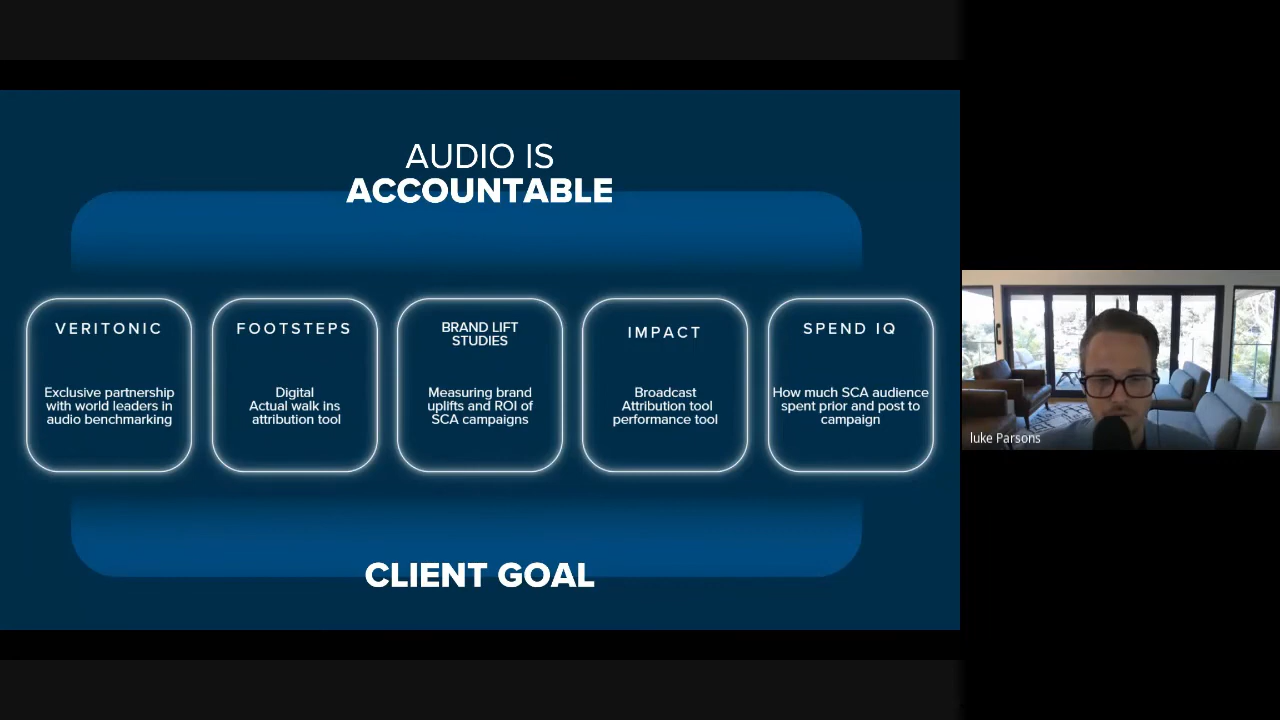 AUDIO IS
ACCOUNTABLE
VERITONIC
Exclusive partnership
with world leaders in
audio benchmarking
FOOTSTEPS
Digital
Actual walk ins
attribution tool
BRAND LIFT
STUDIES
Measuring brand
uplifts and ROI of
SCA campaigns
IMPACT
Broadcast
Attribution tool
performance tool
SPEND IQ
How much SCA audience
spent prior and post to
campaign
CLIENT GOAL
luke Parsons